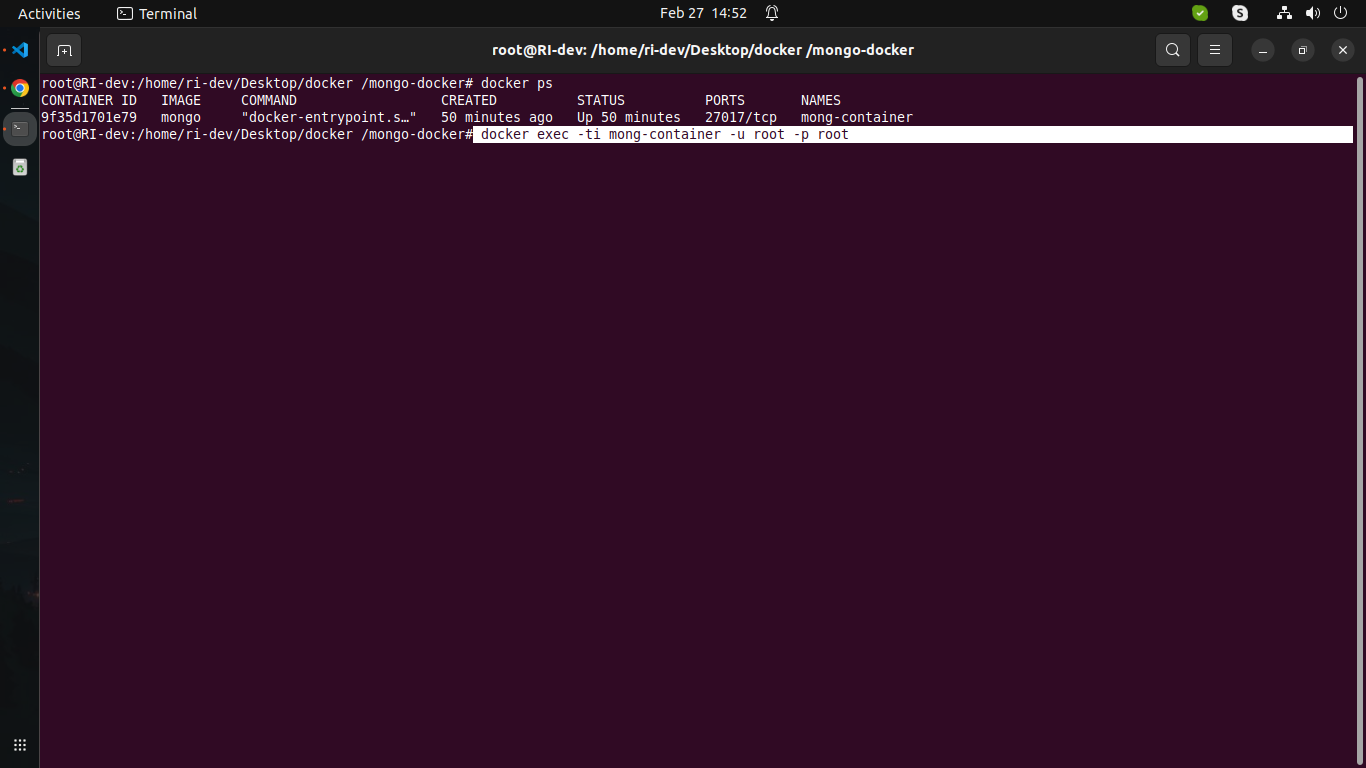 Activities Terminal Feb 27 14:52 S
root@RI-dev: /home/ri-dev/Desktop/docker /mongo-docker
root@RI-dev:/home/ri-dev/Desktop/docker /mongo-docker# docker ps
CONTAINER ID IMAGE COMMAND CREATED STATUS PORTS NAMES
9f35d1701e79 mongo "docker-entrypoint.s…" 50 minutes ago Up 50 minutes 27017/tcp mong-container
root@RI-dev:/home/ri-dev/Desktop/docker /mongo-docker# docker exec -ti mong-container -u root -p root